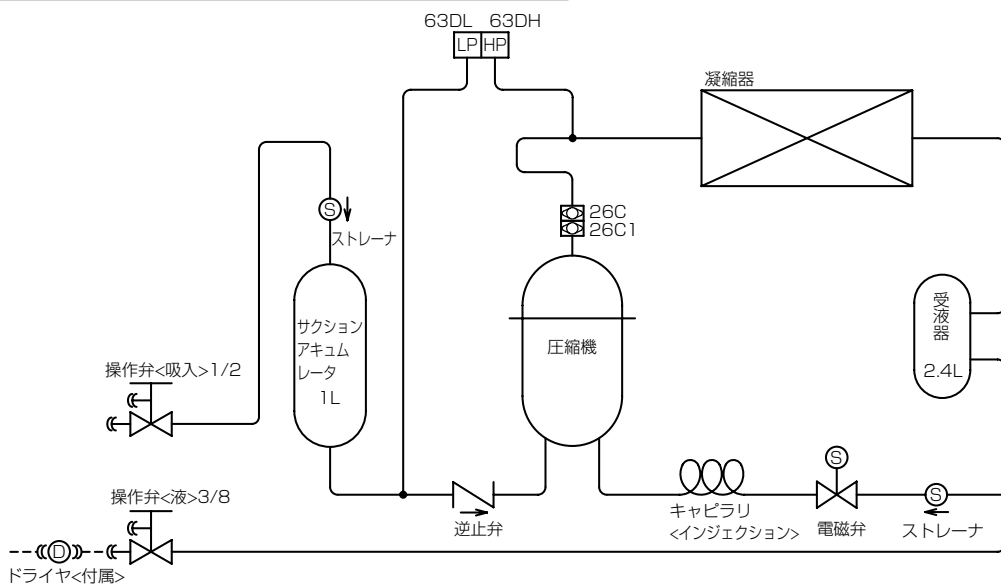 63DL 63DH
LP HP
凝縮器
S
ストレーナ
26C
26C1
サクション
アキュム
レータ
1L
圧縮機
受液器
2.4L
操作弁<吸入>1/2
操作弁<液>3/8
逆止弁
キャピラリ
<インジェクション>
S
電磁弁
S
ストレーナ
D
ドライヤ<付属>